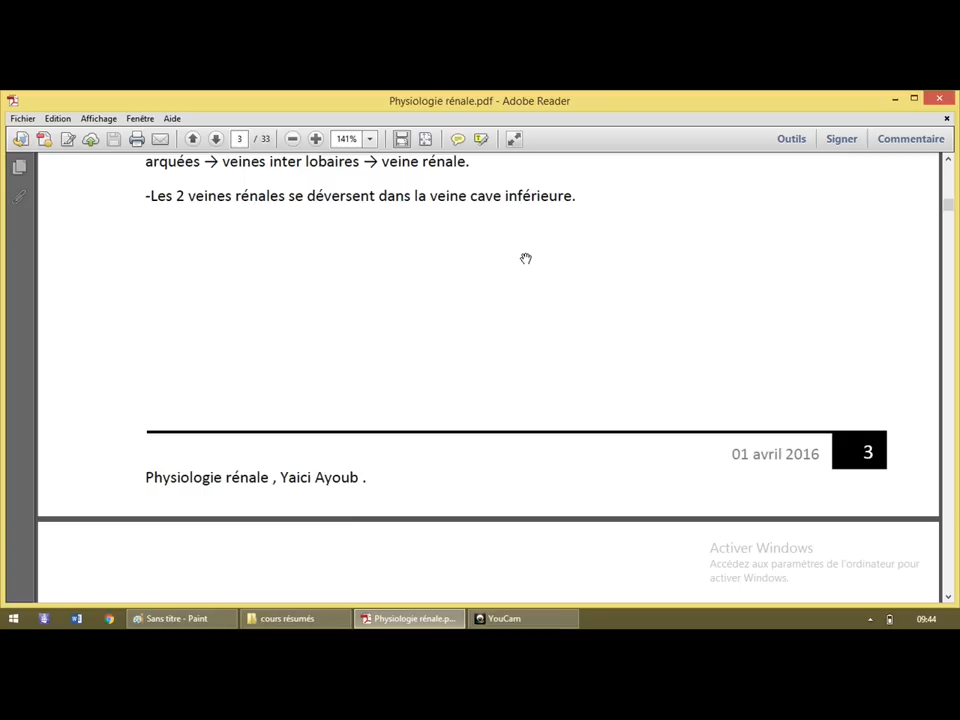 Physiologie rénale.pdf - Adobe Reader
Fichier Edition Affichage Fenêtre Aide
3 / 33 141% Outils Signer Commentaire
arquées → veines inter lobaires → veine rénale.
-Les 2 veines rénales se déversent dans la veine cave inférieure.
01 avril 2016 3
Physiologie rénale , Yaici Ayoub .
Activer Windows
Accédez aux paramètres de l'ordinateur pour
activer Windows.
Sans titre - Paint cours résumés Physiologie rénale.p... YouCam 09:44